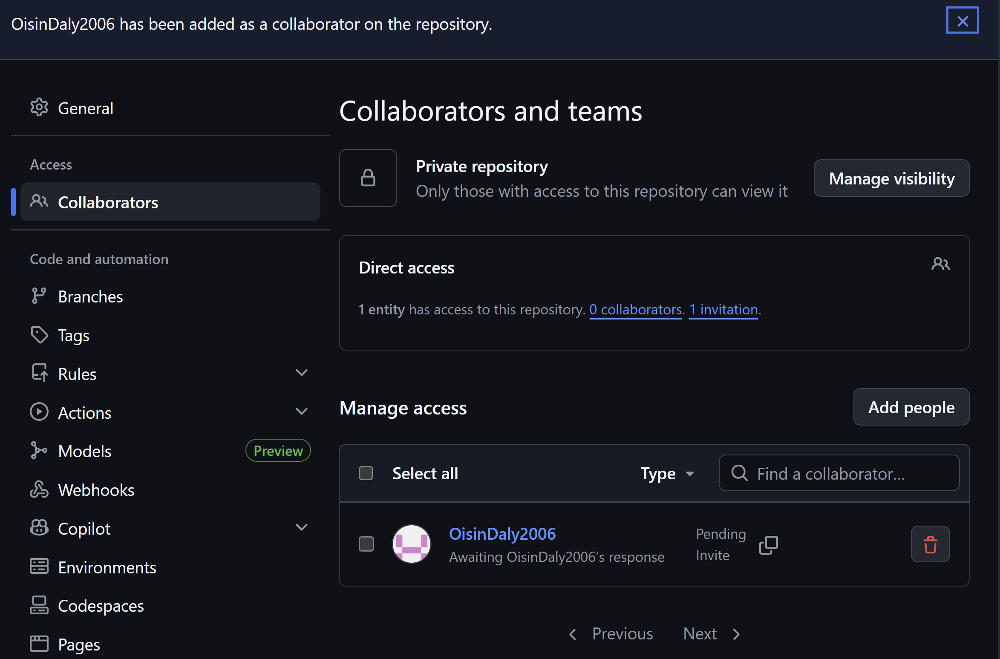 OisinDaly2006 has been added as a collaborator on the repository.
General
Access
Collaborators
Code and automation
Branches
Tags
Rules
Actions
Models Preview
Webhooks
Copilot
Environments
Codespaces
Pages
Collaborators and teams
Private repository
Only those with access to this repository can view it
Manage visibility
Direct access
1 entity has access to this repository. 0 collaborators. 1 invitation.
Manage access
Add people
Select all Type Find a collaborator...
OisinDaly2006
Awaiting OisinDaly2006’s response
Pending
Invite
Previous Next